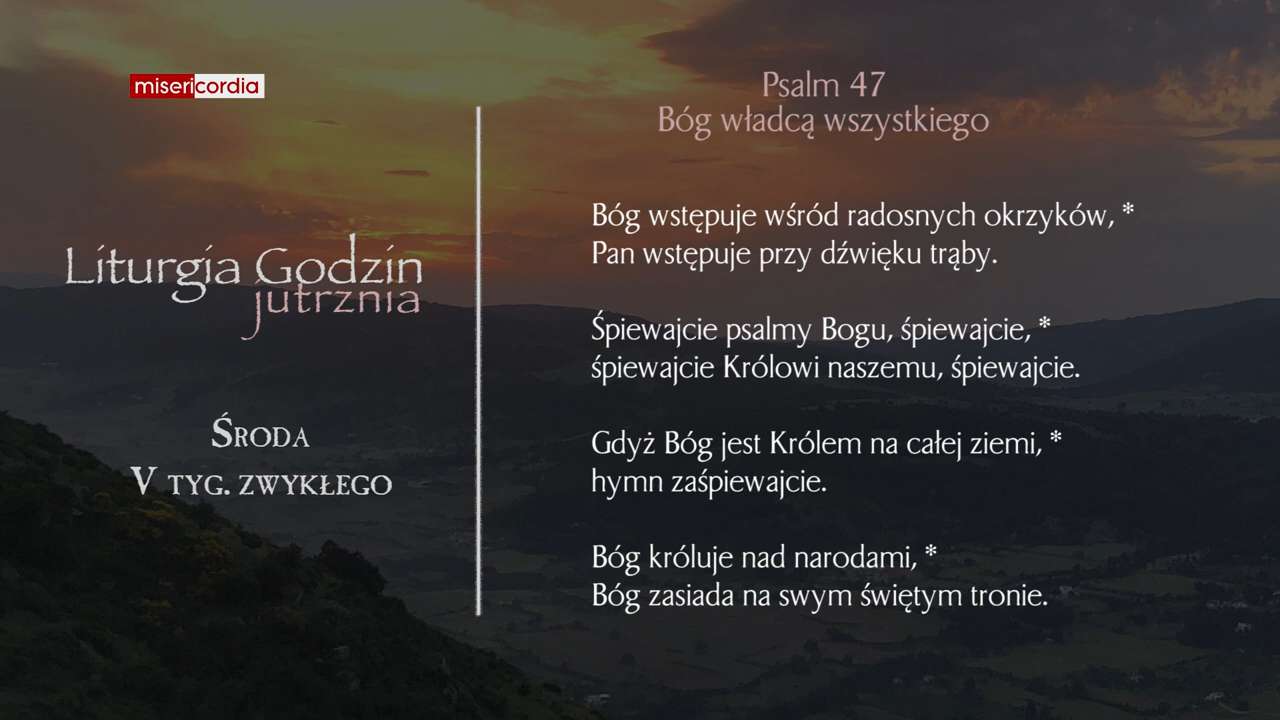 misericordia
Liturgia Godzin
jutrznia
Środa
V tyg. zwykłego
Psalm 47
Bóg władcą wszystkiego
Bóg wstępuje wśród radosnych okrzyków, *
Pan wstępuje przy dźwięku trąby.
Śpiewajcie psalmy Bogu, śpiewajcie, *
śpiewajcie Królowi naszemu, śpiewajcie.
Gdyż Bóg jest Królem na całej ziemi, *
hymn zaśpiewajcie.
Bóg króluje nad narodami, *
Bóg zasiada na swym świętym tronie.